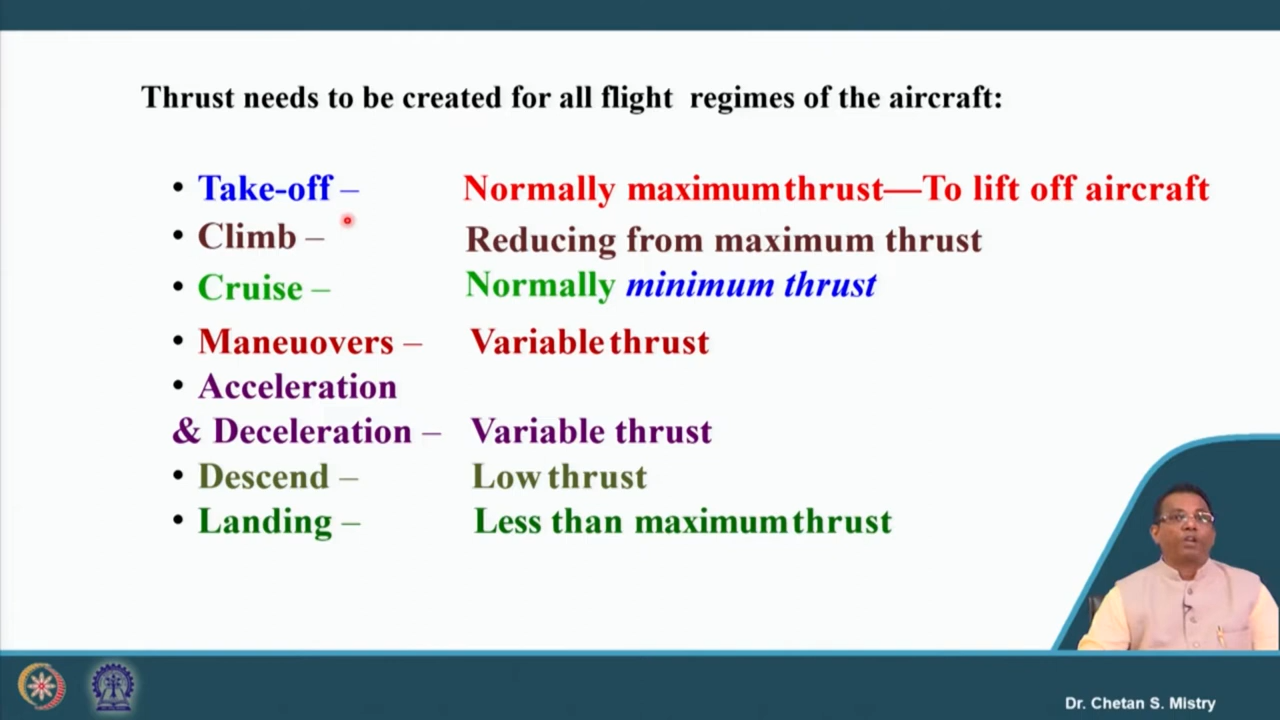 Thrust needs to be created for all flight regimes of the aircraft:
• Take-off – Normally maximum thrust—To lift off aircraft
• Climb – Reducing from maximum thrust
• Cruise – Normally minimum thrust
• Maneuovers – Variable thrust
• Acceleration
& Deceleration – Variable thrust
• Descend – Low thrust
• Landing – Less than maximum thrust
Dr. Chetan S. Mistry